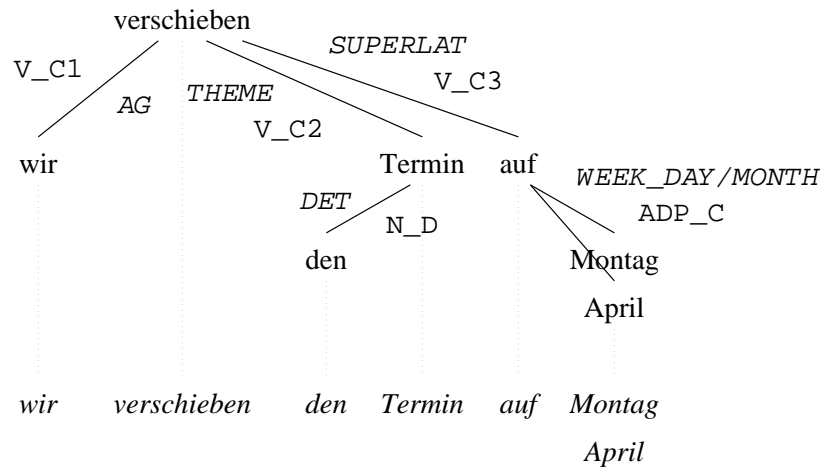 verschieben
SUPERLAT
V_C1
V_C3
AG
THEME
V_C2
wir
Termin
auf
WEEK_DAY/MONTH
DET
ADP_C
N_D
den
Montag
April
wir verschieben den Termin auf Montag
April